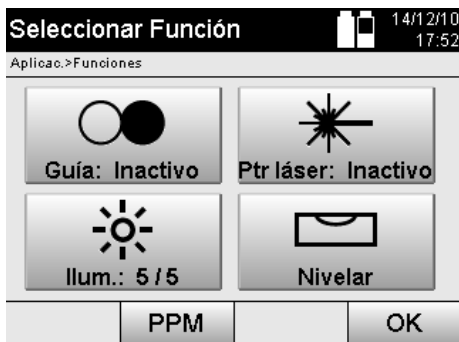 Seleccionar Función
14/12/10
17:52
Aplicac.>Funciones
Guía: Inactivo
Ptr láser: Inactivo
Ilum.: 5/5
Nivelar
PPM
OK